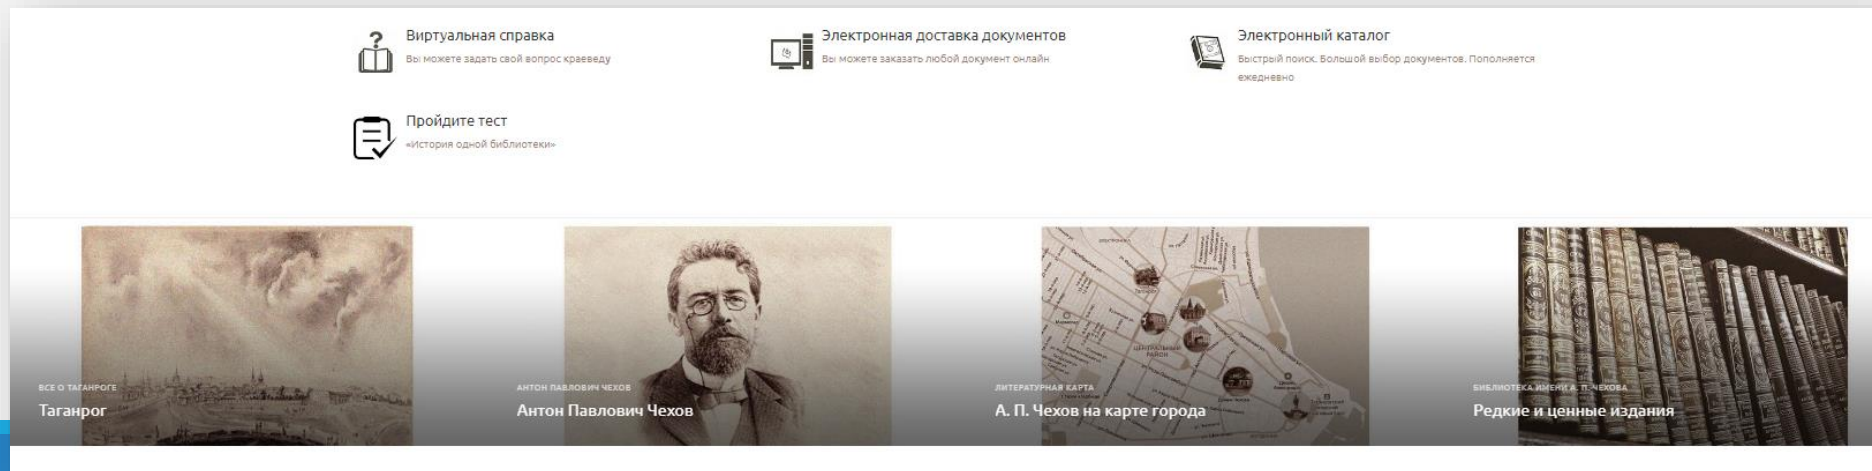 Виртуальная справка
Вы можете задать свой вопрос краеведу
Электронная доставка документов
Вы можете заказать любой документ онлайн
Электронный каталог
Быстрый поиск. Большой выбор документов. Пополняется
ежедневно
Пройдите тест
«История одной библиотеки»
ВСЕ О ТАГАНРОГЕ
Таганрог
АНТОН ПАВЛОВИЧ ЧЕХОВ
Антон Павлович Чехов
ЛИТЕРАТУРНАЯ КАРТА
А. П. Чехов на карте города
ЦЕНТРАЛЬНЫЙ
РАЙОН
БИБЛИОТЕКА ИМЕНИ А. П. ЧЕХОВА
Редкие и ценные издания